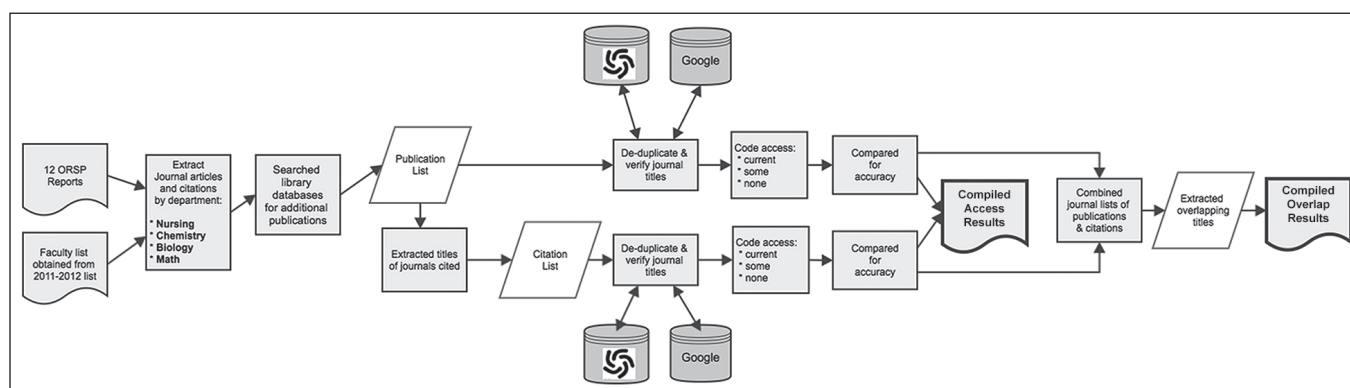 12 ORSP
Reports
Faculty list
obtained from
2011-2012 list
Extract
Journal articles
and citations
by department:
* Nursing
* Chemistry
* Biology
* Math
Searched
library
databases
for additional
publications
Publication
List
Extracted titles
of journals cited
Citation
List
Google
De-duplicate &
verify journal
titles
Code access:
* current
* some
* none
Compared
for
accuracy
De-duplicate &
verify journal
titles
Code access:
* current
* some
* none
Compared
for
accuracy
Google
Compiled
Access
Results
Combined
journal lists of
publications
& citations
Extracted
overlapping
titles
Compiled
Overlap
Results